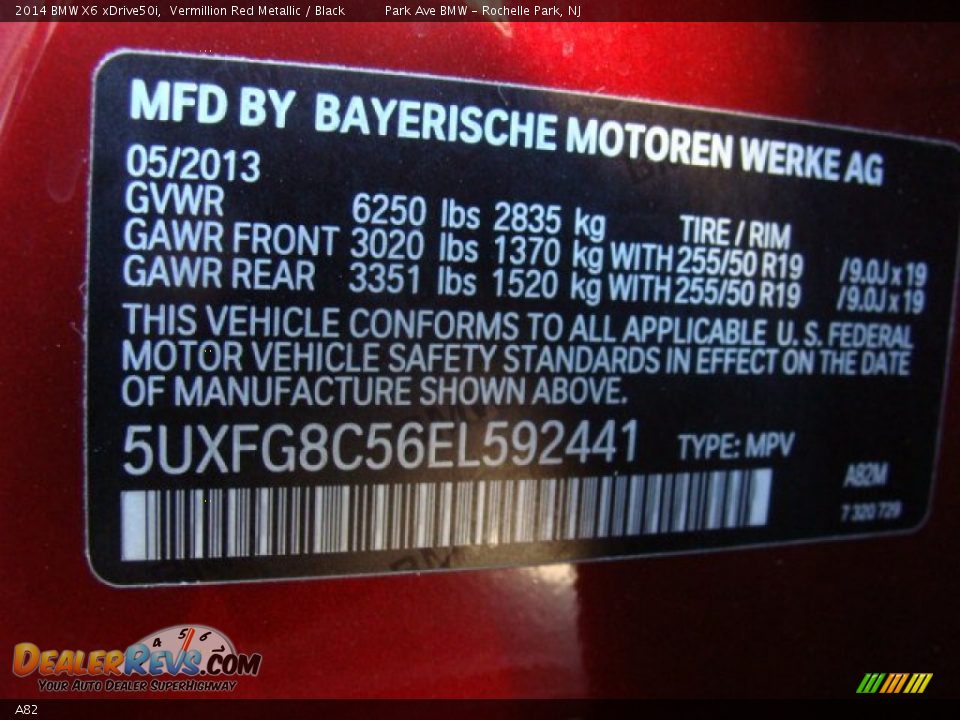 2014 BMW X6 xDrive50i, Vermillion Red Metallic / Black Park Ave BMW - Rochelle Park, NJ
MFD BY BAYERISCHE MOTOREN WERKE AG
05/2013
GVWR 6250 lbs 2835 kg TIRE / RIM
GAWR FRONT 3020 lbs 1370 kg WITH 255/50 R19 / 9.0J x 19
GAWR REAR 3351 lbs 1520 kg WITH 255/50 R19 / 9.0J x 19
THIS VEHICLE CONFORMS TO ALL APPLICABLE U. S. FEDERAL
MOTOR VEHICLE SAFETY STANDARDS IN EFFECT ON THE DATE
OF MANUFACTURE SHOWN ABOVE.
5UXFG8C56EL592441 TYPE: MPV
A82M
7 320 729
4 5 6
DEALERREVS.COM
YOUR AUTO DEALER SUPERHIGHWAY
A82